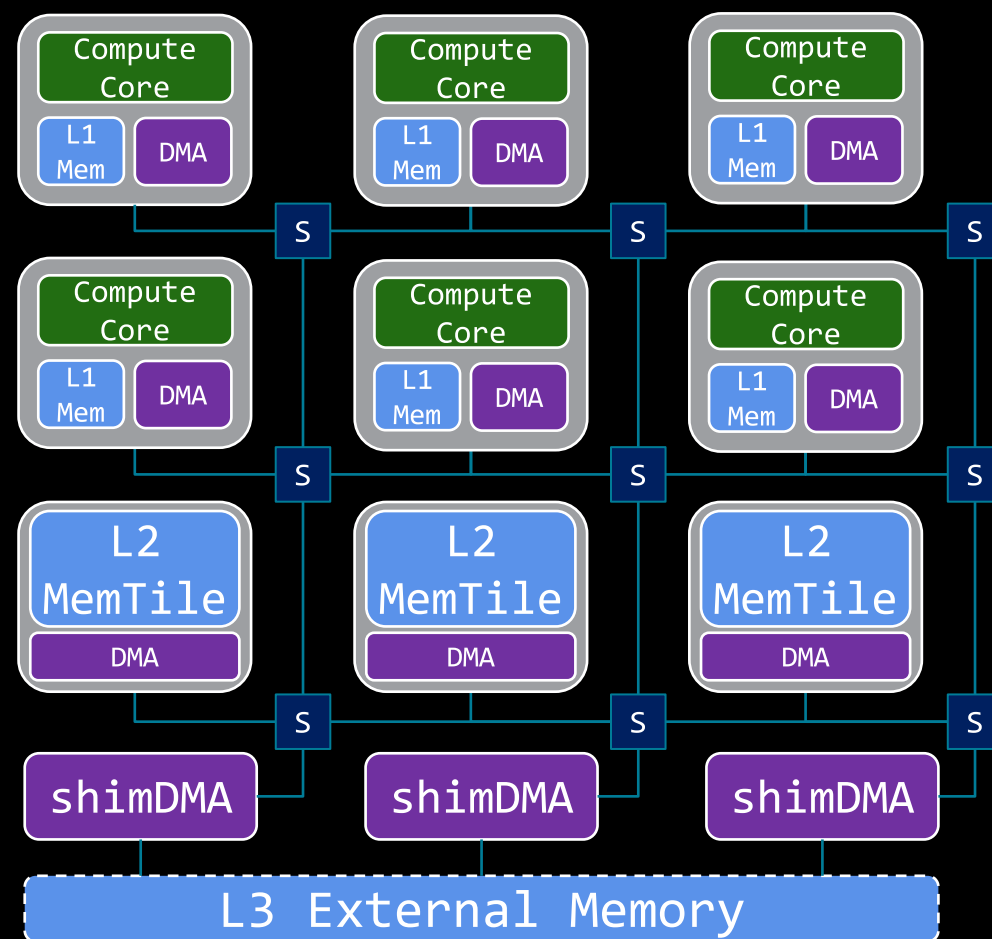 Compute
Core
L1
Mem
DMA
Compute
Core
L1
Mem
DMA
Compute
Core
L1
Mem
DMA
S
S
S
Compute
Core
L1
Mem
DMA
Compute
Core
L1
Mem
DMA
Compute
Core
L1
Mem
DMA
S
S
S
L2
MemTile
DMA
L2
MemTile
DMA
L2
MemTile
DMA
S
S
S
shimDMA
shimDMA
shimDMA
L3 External Memory